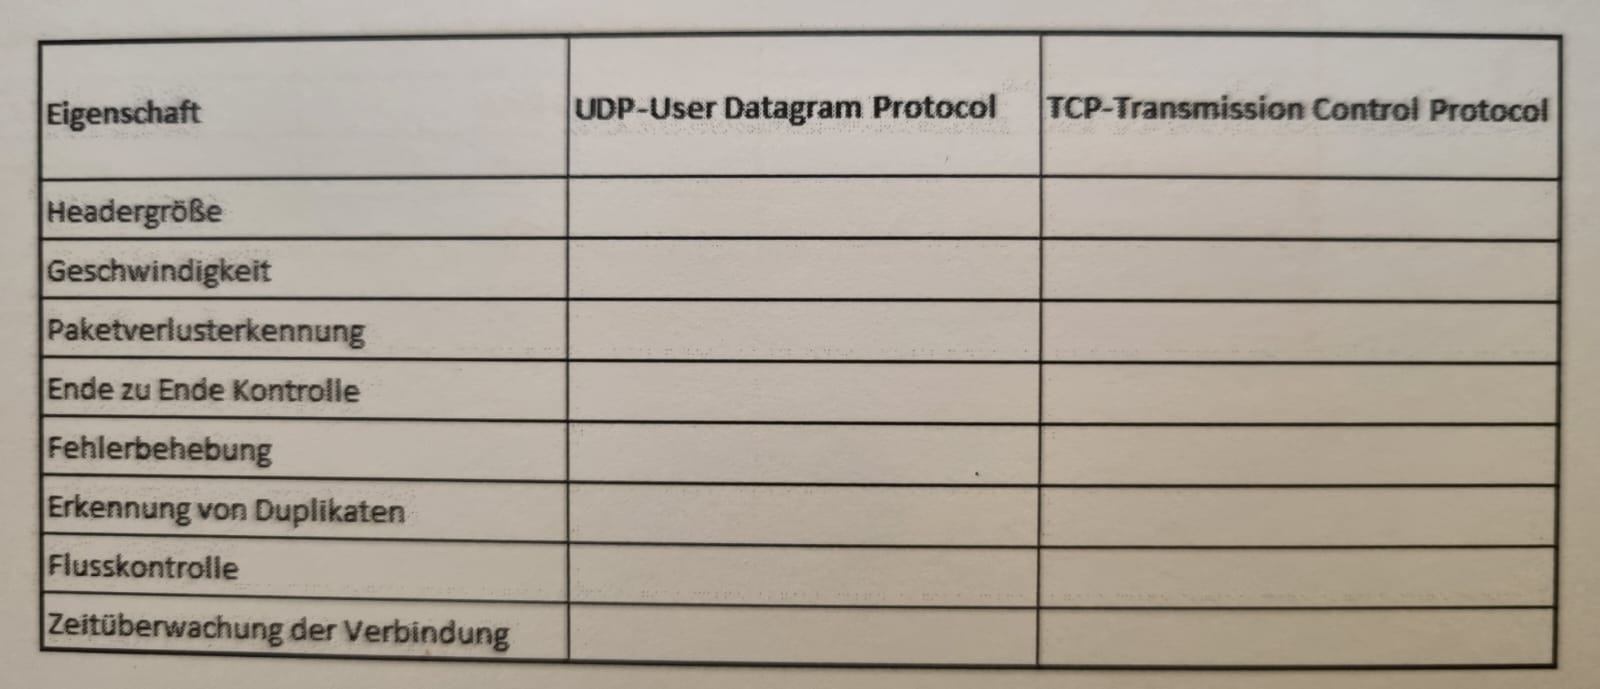 Eigenschaft UDP-User Datagram Protocol TCP-Transmission Control Protocol
Headergröße
Geschwindigkeit
Paketverlusterkennung
Ende zu Ende Kontrolle
Fehlerbehebung
Erkennung von Duplikaten
Flusskontrolle
Zeitüberwachung der Verbindung